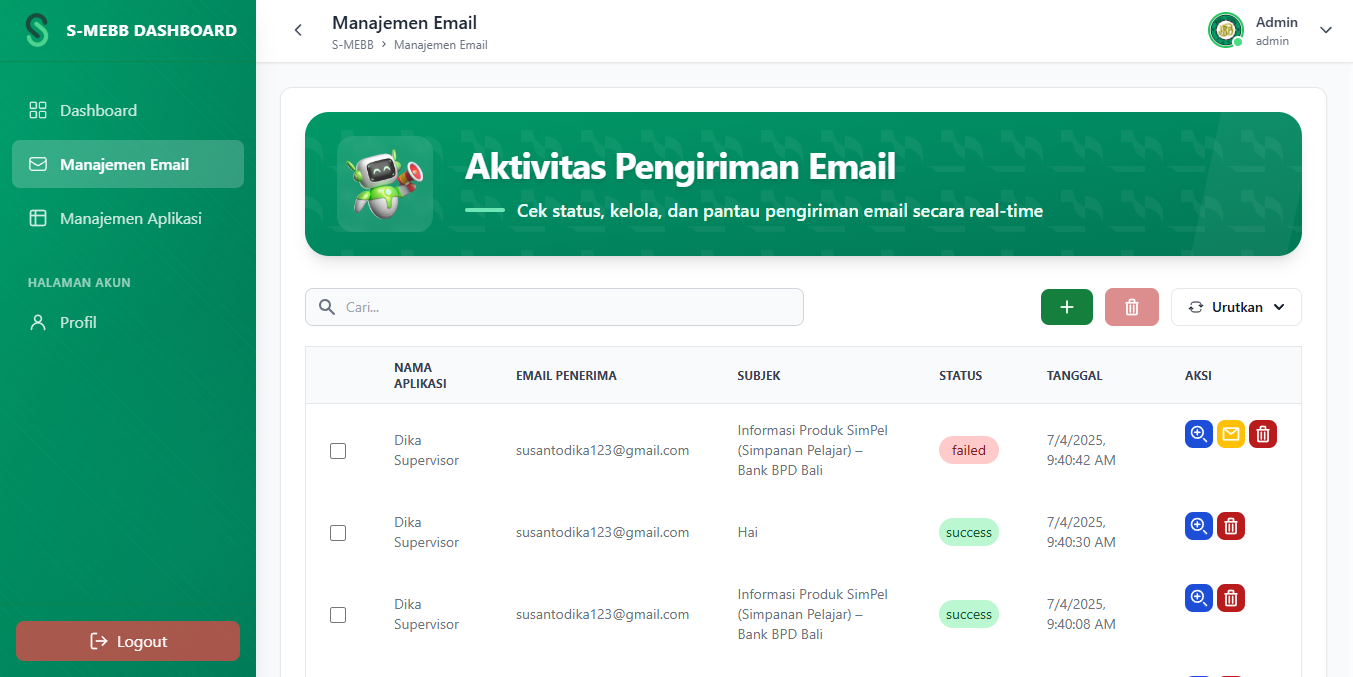 S-MEBB DASHBOARD
Dashboard
Manajemen Email
Manajemen Aplikasi
HALAMAN AKUN
Profil
Logout
Manajemen Email
S-MEBB > Manajemen Email
Admin
admin
Aktivitas Pengiriman Email
Cek status, kelola, dan pantau pengiriman email secara real-time
Cari...
+
Urutkan
NAMA
APLIKASI
EMAIL PENERIMA
SUBJEK
STATUS
TANGGAL
AKSI
Dika
Supervisor
susantodika123@gmail.com
Informasi Produk SimPel
(Simpanan Pelajar) –
Bank BPD Bali
failed
7/4/2025,
9:40:42 AM
Dika
Supervisor
susantodika123@gmail.com
Hai
success
7/4/2025,
9:40:30 AM
Dika
Supervisor
susantodika123@gmail.com
Informasi Produk SimPel
(Simpanan Pelajar) –
Bank BPD Bali
success
7/4/2025,
9:40:08 AM